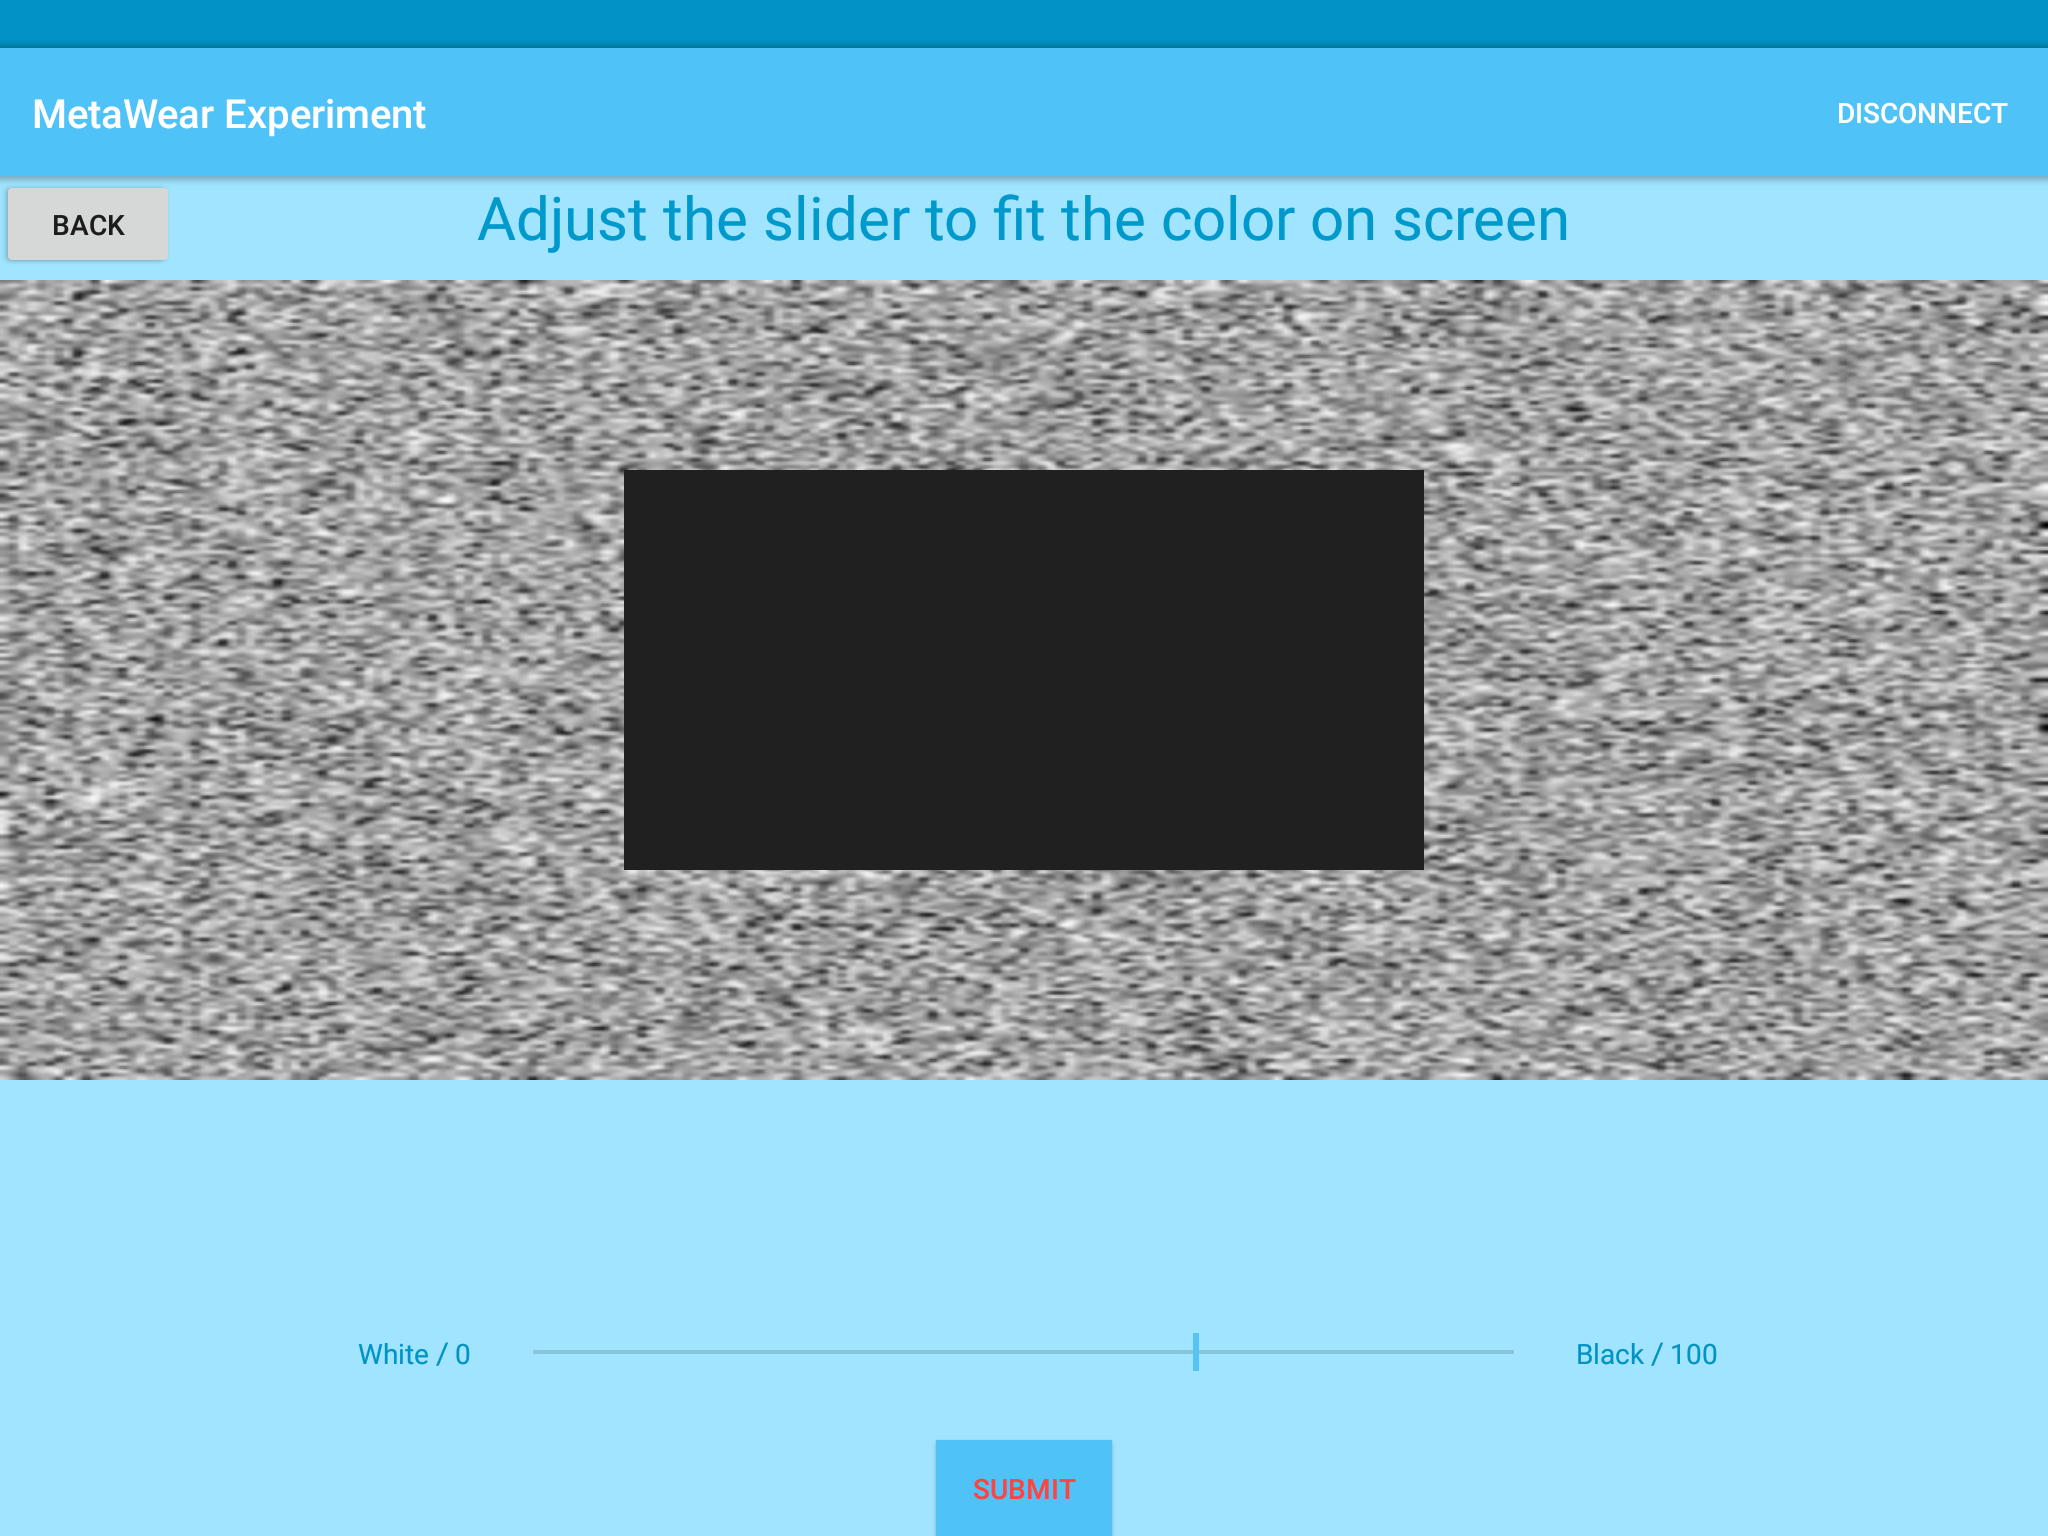 MetaWear Experiment
DISCONNECT
BACK
Adjust the slider to fit the color on screen
White / 0
Black / 100
SUBMIT